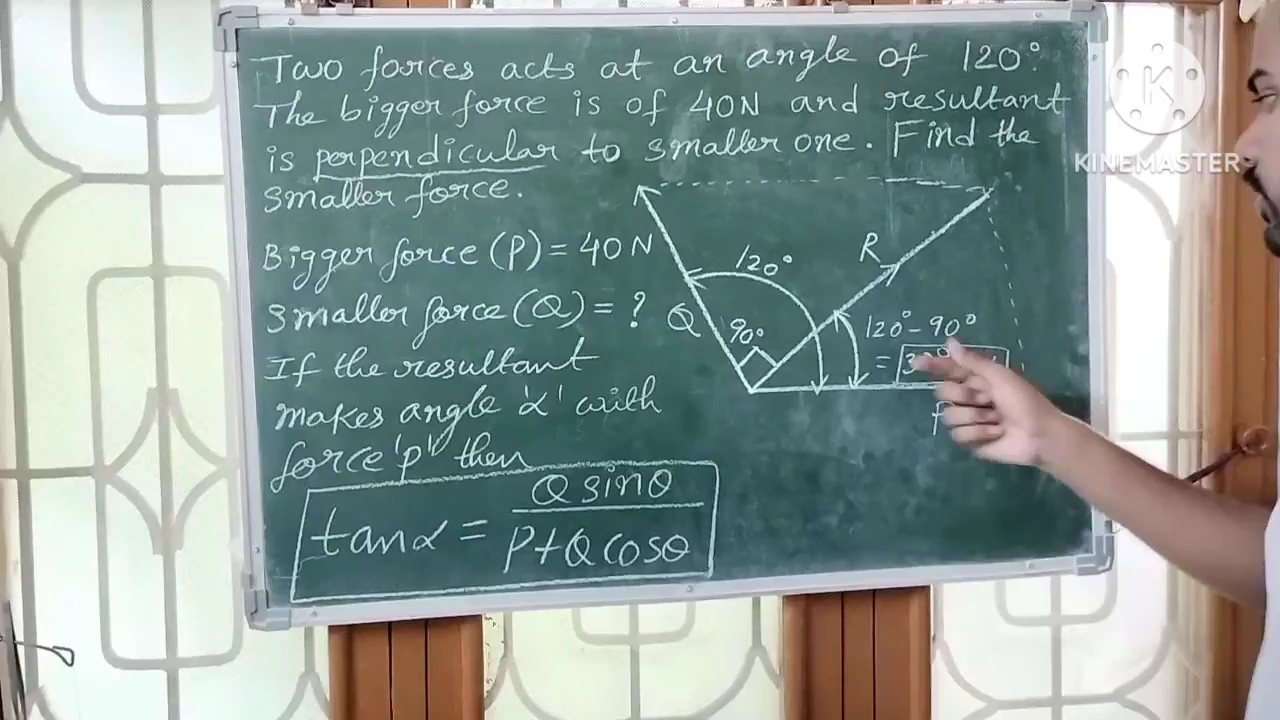 Two forces acts at an angle of 120°.
The bigger force is of 40N and resultant
is perpendicular to smaller one. Find the
smaller force.
Bigger force (P) = 40N
Smaller force (Q) = ?
If the resultant
makes angle 'α' with
force 'P' then
tanα = Q sinθ / P+Q cosθ
120°
R
Q
90°
120° - 90°
=
P
K
KINEMASTER